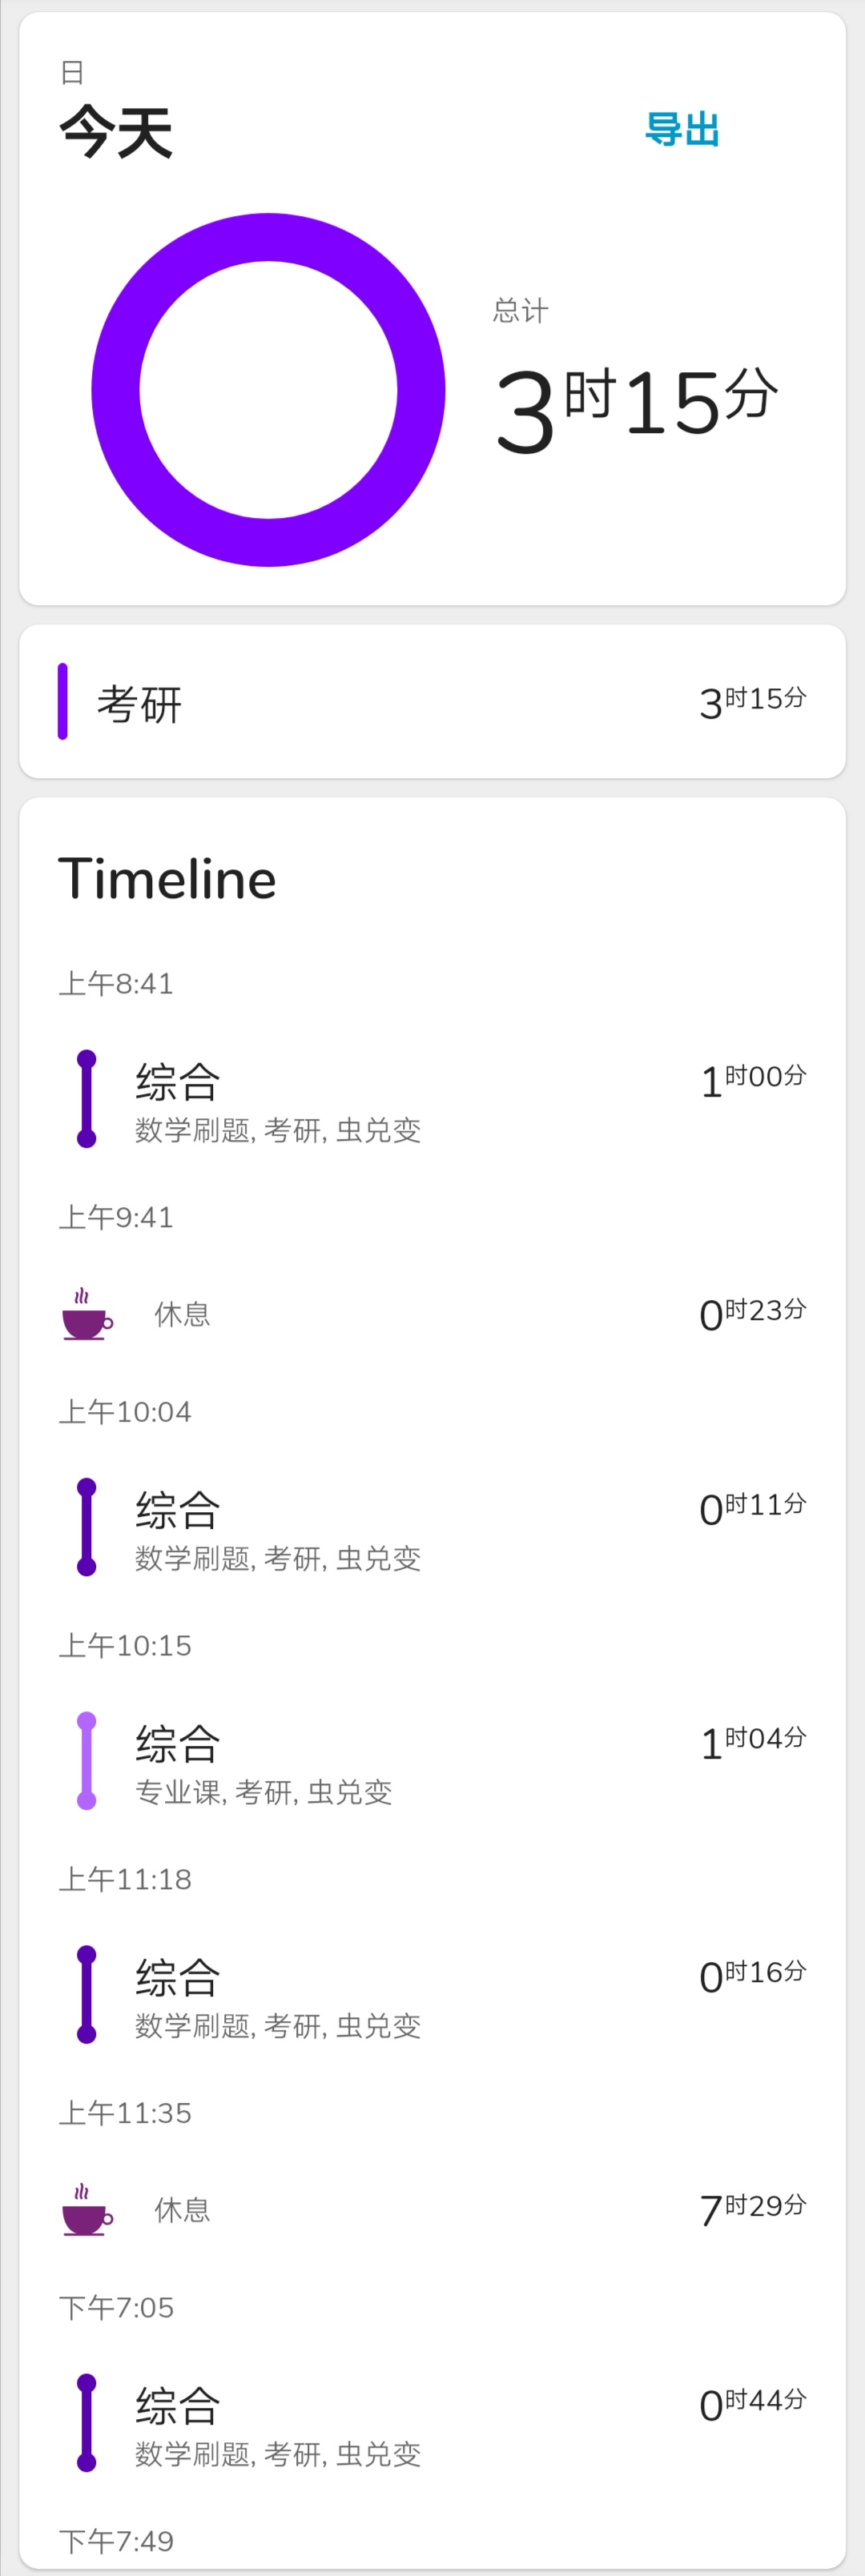 日
今天
导出
总计
3时15分
考研 3时15分
Timeline
上午8:41
综合 1时00分
数学刷题, 考研, 虫兑变
上午9:41
休息 0时23分
上午10:04
综合 0时11分
数学刷题, 考研, 虫兑变
上午10:15
综合 1时04分
专业课, 考研, 虫兑变
上午11:18
综合 0时16分
数学刷题, 考研, 虫兑变
上午11:35
休息 7时29分
下午7:05
综合 0时44分
数学刷题, 考研, 虫兑变
下午7:49